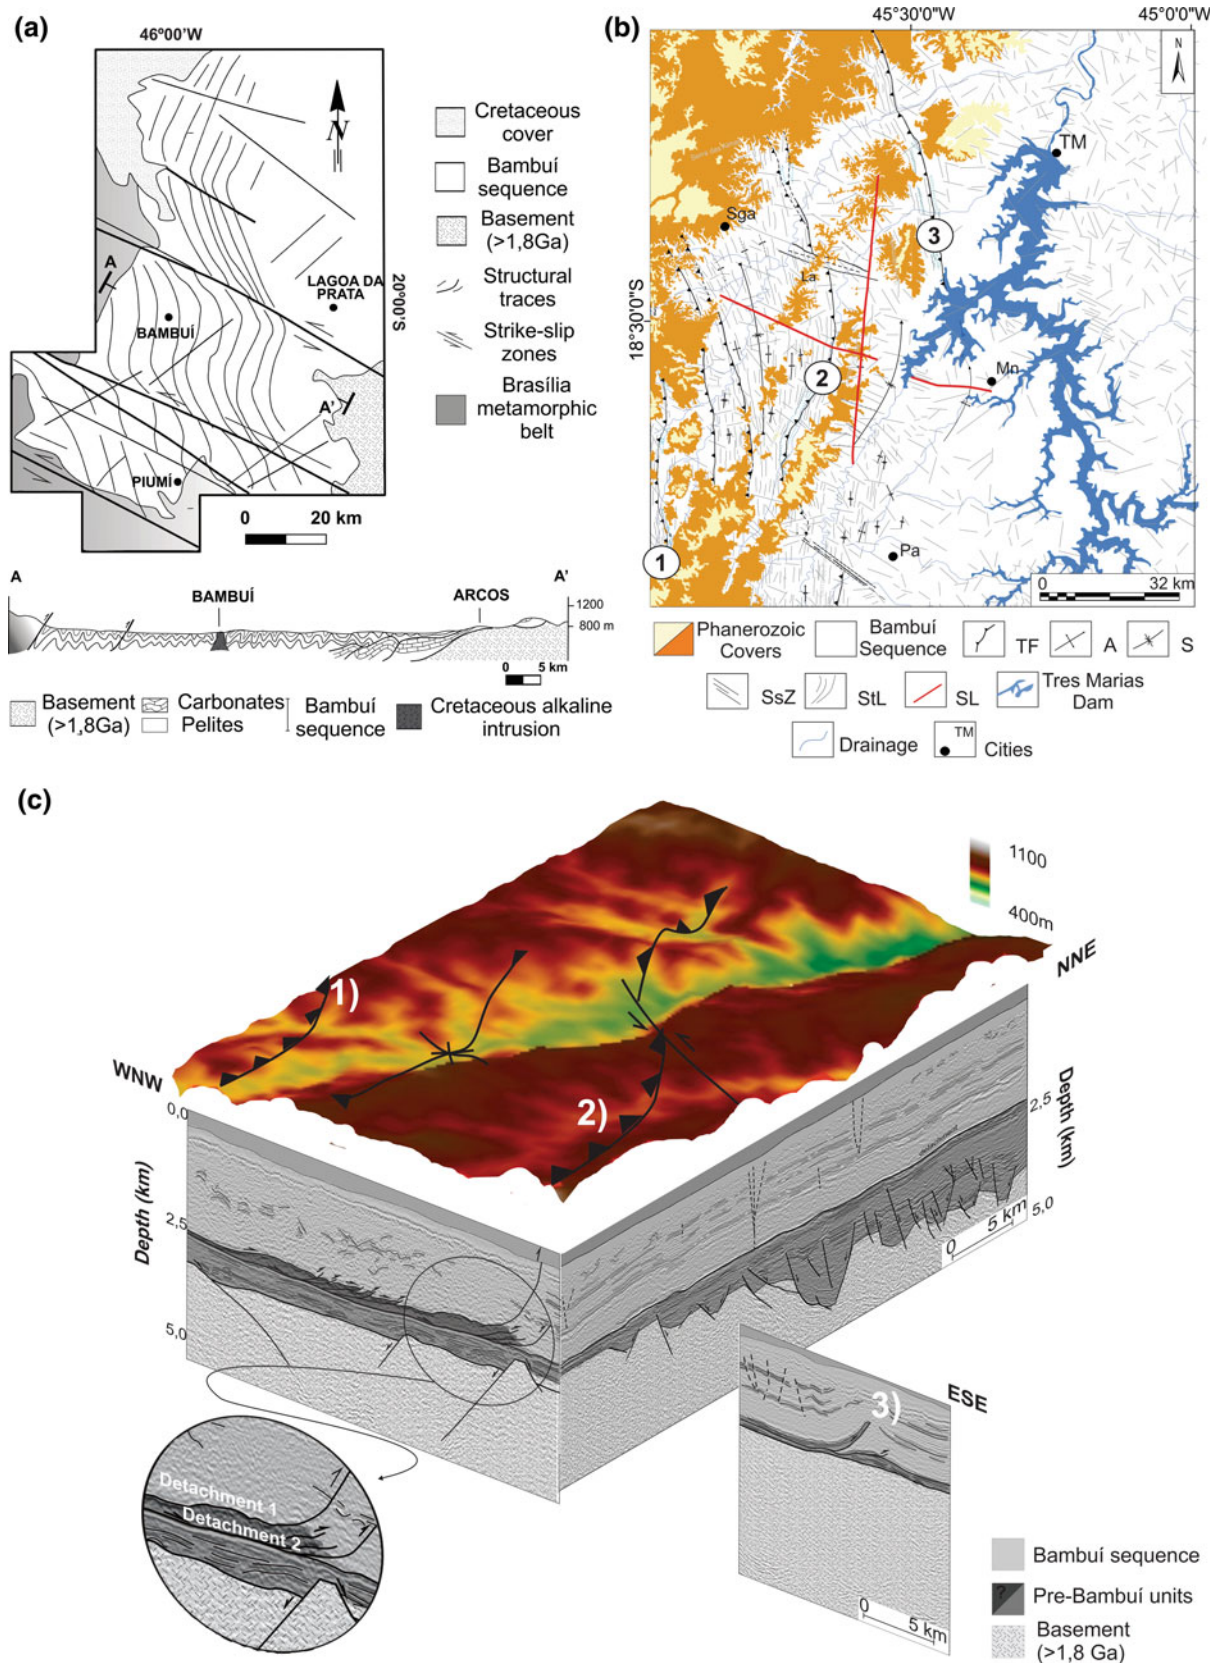 (a)
46°00'W
N
A
LAGOA DA
PRATA
BAMBUÍ
20°00'S
A'
PIUMÍ
0 20 km
Cretaceous
cover
Bambuí
sequence
Basement
(>1,8Ga)
Structural
traces
Strike-slip
zones
Brasília
metamorphic
belt
A
BAMBUÍ
ARCOS
A'
1200
800 m
0 5 km
Basement
(>1,8Ga)
Carbonates
Pelites
Bambuí
sequence
Cretaceous alkaline
intrusion
(b)
45°30'0"W
45°0'0"W
N
TM
Sga
3
La
18°30'0"S
2
Mn
1
Pa
0 32 km
Phanerozoic
Covers
Bambuí
Sequence
TF
A
S
SsZ
StL
SL
Tres Marias
Dam
Drainage
TM
Cities
(c)
1100
400m
NNE
1)
WNW
2)
0,0
Depth (km)
2,5
5,0
Depth (km)
2,5
5,0
0 5 km
Detachment 1
Detachment 2
3)
ESE
0 5 km
Bambuí sequence
?
Pre-Bambuí units
Basement
(>1,8 Ga)